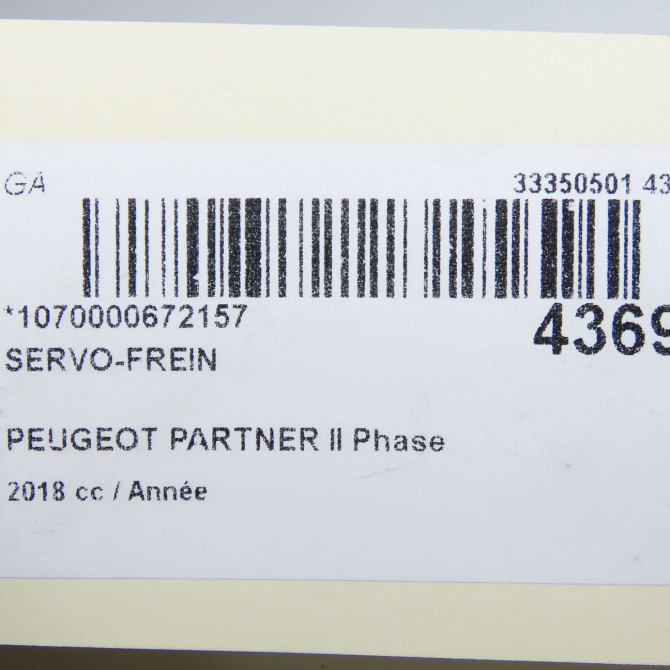 GA 33350501 43
*1070000672157 4369
SERVO-FREIN
PEUGEOT PARTNER II Phase
2018 cc / Année